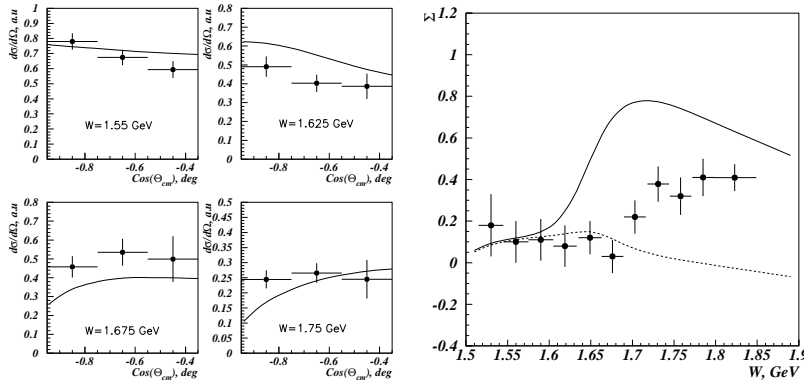 dσ/dΩ, a.u
1
0.9
0.8
0.7
0.6
0.5
0.4
0.3
0.2
0.1
0
W=1.55 GeV
-0.8 -0.6 -0.4
Cos(Θcm), deg
dσ/dΩ, a.u
0.8
0.7
0.6
0.5
0.4
0.3
0.2
0.1
0
W=1.625 GeV
-0.8 -0.6 -0.4
Cos(Θcm), deg
dσ/dΩ, a.u
0.8
0.7
0.6
0.5
0.4
0.3
0.2
0.1
0
W=1.675 GeV
-0.8 -0.6 -0.4
Cos(Θcm), deg
dσ/dΩ, a.u
0.5
0.45
0.4
0.35
0.3
0.25
0.2
0.15
0.1
0.05
0
W=1.75 GeV
-0.8 -0.6 -0.4
Cos(Θcm), deg
Σ
1.2
1
0.8
0.6
0.4
0.2
0
-0.2
-0.4
1.5 1.55 1.6 1.65 1.7 1.75 1.8 1.85 1.9
W, GeV